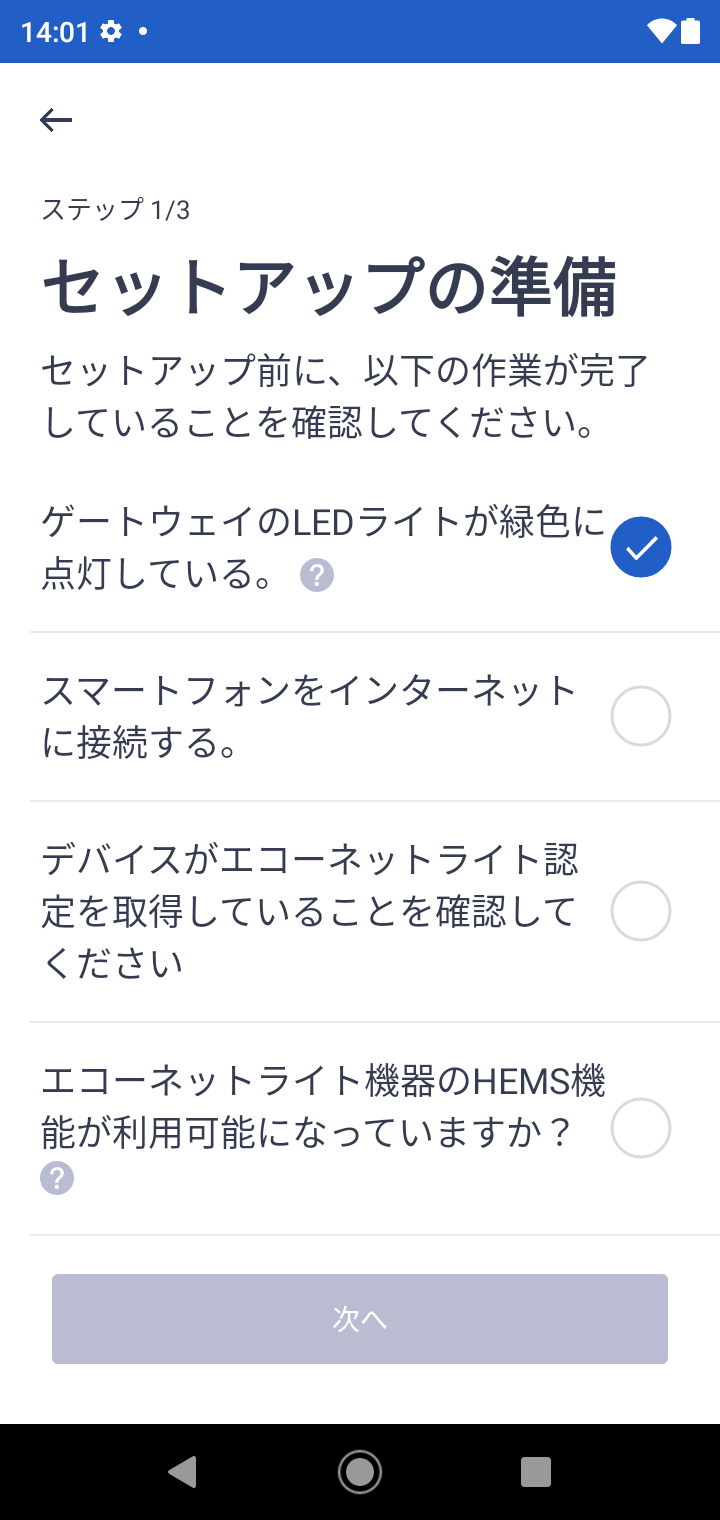 14:01
ステップ 1/3
セットアップの準備
セットアップ前に、以下の作業が完了
していることを確認してください。
ゲートウェイのLEDライトが緑色に
点灯している。 ?
スマートフォンをインターネット
に接続する。
デバイスがエコーネットライト認
定を取得していることを確認して
ください
エコーネットライト機器のHEMS機
能が利用可能になっていますか？
?
次へ